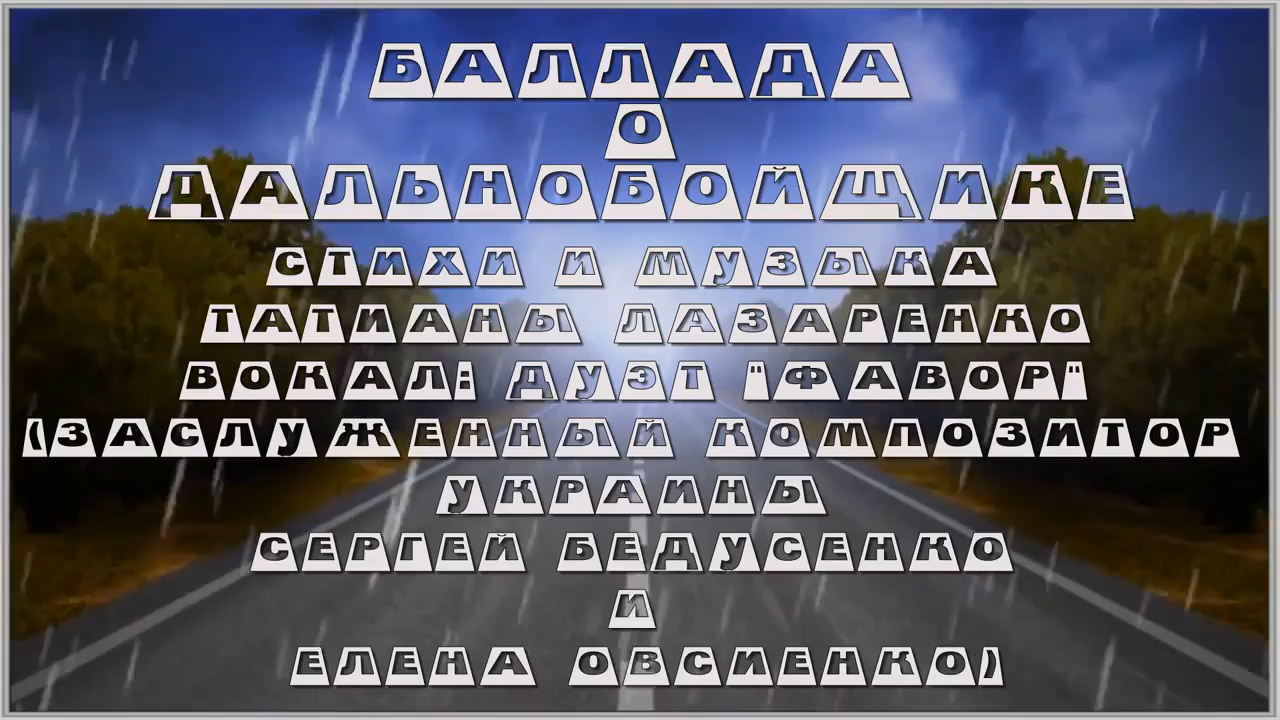 БАЛЛАДА
О
ДАЛЬНОБОЙЩИКЕ
СТИХИ И МУЗЫКА
ТАТИАНЫ ЛАЗАРЕНКО
ВОКАЛ: ДУЭТ "ФАВОР"
(ЗАСЛУЖЕННЫЙ КОМПОЗИТОР
УКРАИНЫ
СЕРГЕЙ БЕДУСЕНКО
И
ЕЛЕНА ОВСИЕНКО)